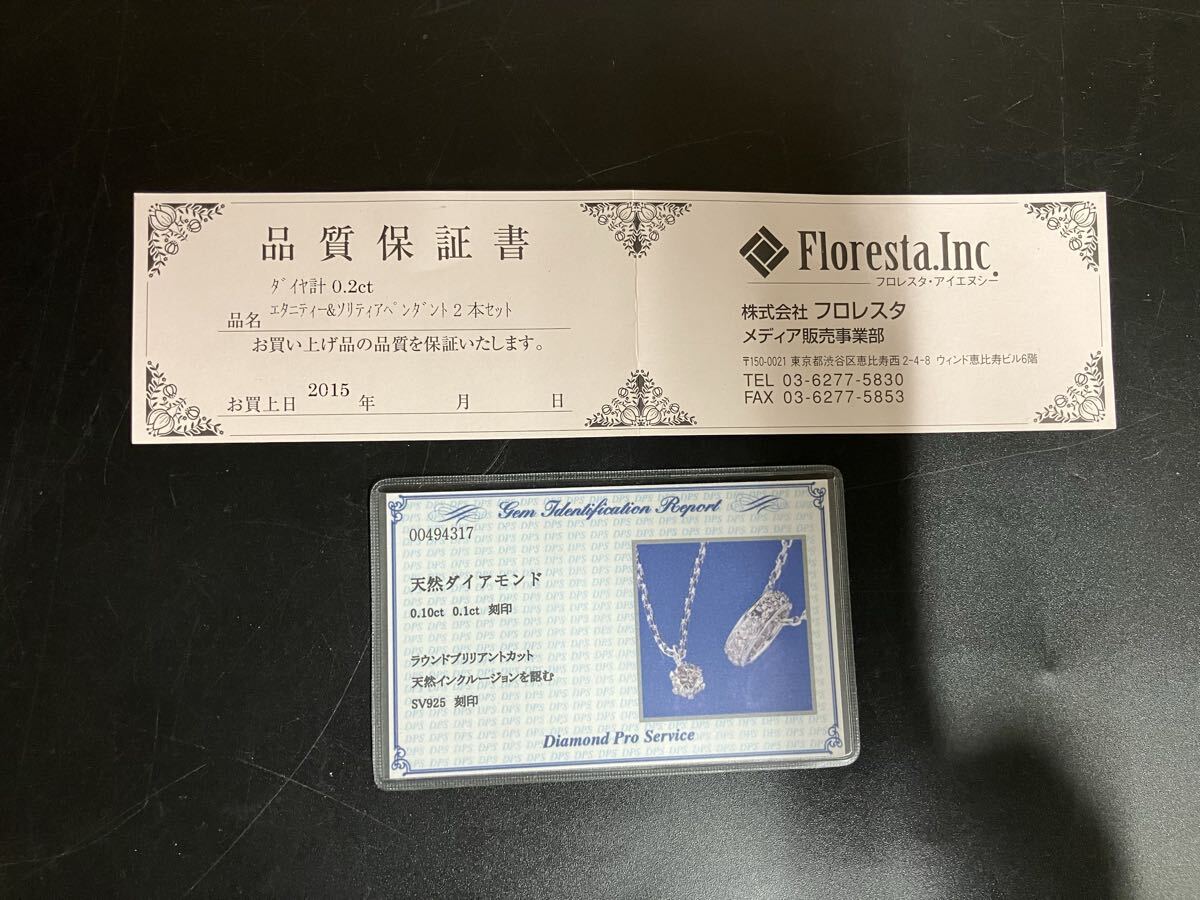 品質保証書
ダイヤ計 0.2ct
エタニティー&ソリティアペンダント 2 本セット
品名
お買い上げ品の品質を保証いたします。
お買上日 2015 年 月 日
Floresta.Inc.
フロレスタ・アイエヌシー
株式会社 フロレスタ
メディア販売事業部
〒150-0021 東京都渋谷区恵比寿西 2-4-8 ウィンド恵比寿ビル6階
TEL 03-6277-5830
FAX 03-6277-5853
Gem Identification Report
00494317
天然ダイアモンド
0.10ct 0.1ct 刻印
ラウンドブリリアントカット
天然インクルージョンを認む
SV925 刻印
Diamond Pro Service